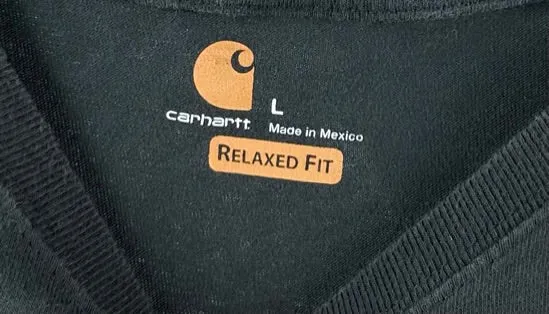 L
carhartt
Made in Mexico
RELAXED FIT